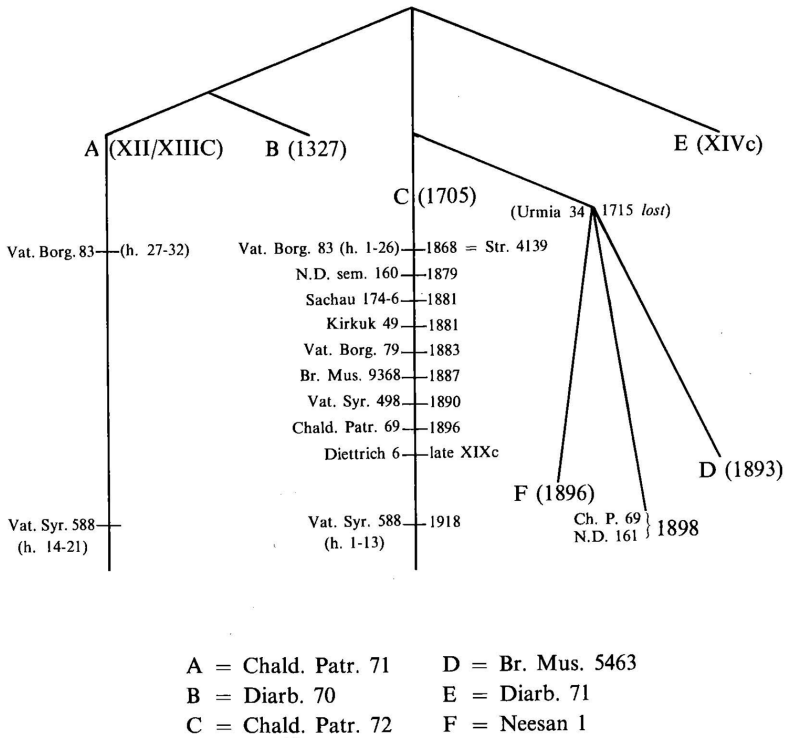 A (XII/XIIIC) B (1327) E (XIVc)
C (1705)
(Urmia 34 1715 lost)
Vat. Borg. 83 (h. 27-32) Vat. Borg. 83 (h. 1-26) 1868 = Str. 4139
N.D. sem. 160 1879
Sachau 174-6 1881
Kirkuk 49 1881
Vat. Borg. 79 1883
Br. Mus. 9368 1887
Vat. Syr. 498 1890
Chald. Patr. 69 1896
Diettrich 6 late XIXc
D (1893)
F (1896)
Vat. Syr. 588 Vat. Syr. 588 1918 Ch. P. 69 } 1898
(h. 14-21) (h. 1-13) N.D. 161
A = Chald. Patr. 71 D = Br. Mus. 5463
B = Diarb. 70 E = Diarb. 71
C = Chald. Patr. 72 F = Neesan 1